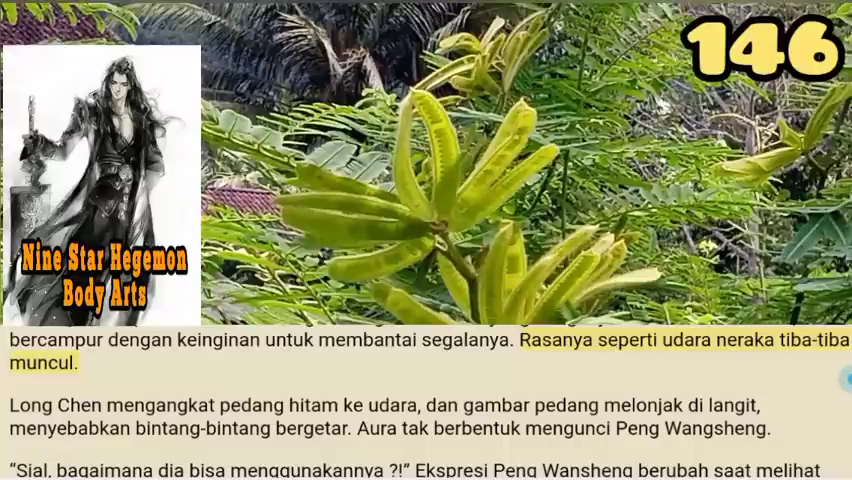 146
Nine Star Hegemon
Body Arts
bercampur dengan keinginan untuk membantai segalanya. Rasanya seperti udara neraka tiba-tiba
muncul.
Long Chen mengangkat pedang hitam ke udara, dan gambar pedang melonjak di langit,
menyebabkan bintang-bintang bergetar. Aura tak berbentuk mengunci Peng Wangsheng.
“Sial, bagaimana dia bisa menggunakannya ?!” Ekspresi Peng Wansheng berubah saat melihat